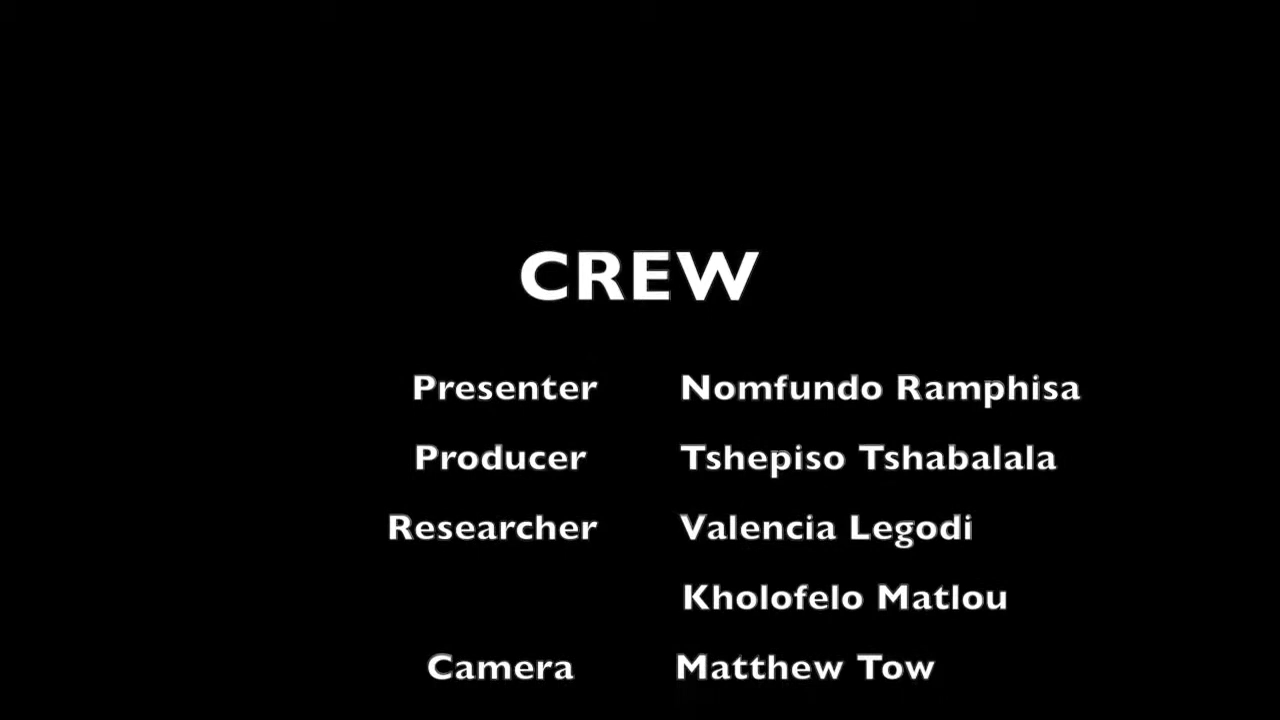 CREW
Presenter Nomfundo Ramphisa
Producer Tshepiso Tshabalala
Researcher Valencia Legodi
Kholofelo Matlou
Camera Matthew Tow